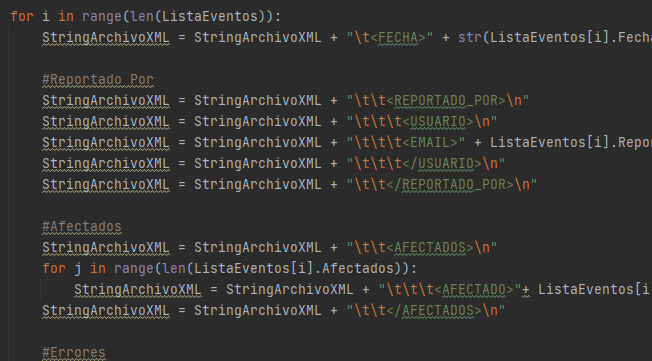 for i in range(len(ListaEventos)):
StringArchivoXML = StringArchivoXML + "\t<FECHA>" + str(ListaEventos[i].Fecha
#Reportado Por
StringArchivoXML = StringArchivoXML + "\t\t<REPORTADO_POR>\n"
StringArchivoXML = StringArchivoXML + "\t\t\t<USUARIO>\n"
StringArchivoXML = StringArchivoXML + "\t\t\t<EMAIL>" + ListaEventos[i].Repor
StringArchivoXML = StringArchivoXML + "\t\t\t</USUARIO>\n"
StringArchivoXML = StringArchivoXML + "\t\t</REPORTADO_POR>\n"
#Afectados
StringArchivoXML = StringArchivoXML + "\t\t<AFECTADOS>\n"
for j in range(len(ListaEventos[i].Afectados)):
StringArchivoXML = StringArchivoXML + "\t\t\t<AFECTADO>"+ ListaEventos[i
StringArchivoXML = StringArchivoXML + "\t\t</AFECTADOS>\n"
#Errores